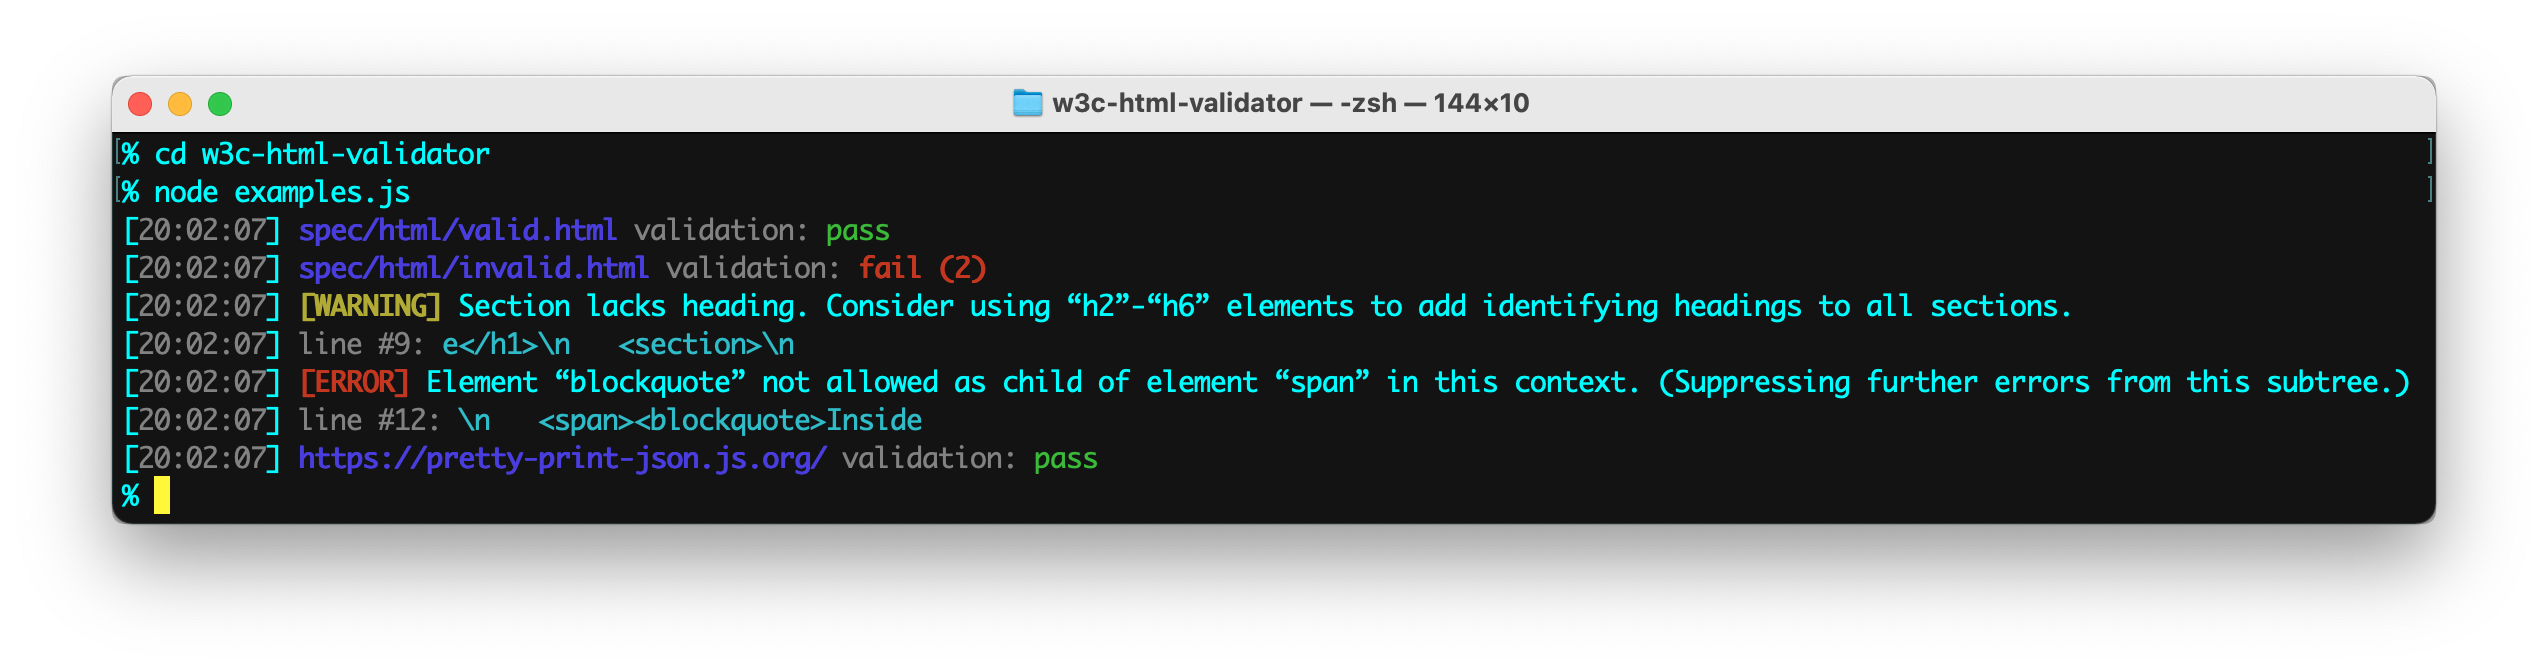 w3c-html-validator — -zsh — 144×10
[% cd w3c-html-validator ]
[% node examples.js ]
[20:02:07] spec/html/valid.html validation: pass
[20:02:07] spec/html/invalid.html validation: fail (2)
[20:02:07] [WARNING] Section lacks heading. Consider using “h2”-“h6” elements to add identifying headings to all sections.
[20:02:07] line #9: e</h1>\n   <section>\n
[20:02:07] [ERROR] Element “blockquote” not allowed as child of element “span” in this context. (Suppressing further errors from this subtree.)
[20:02:07] line #12: \n   <span><blockquote>Inside
[20:02:07] https://pretty-print-json.js.org/ validation: pass
%